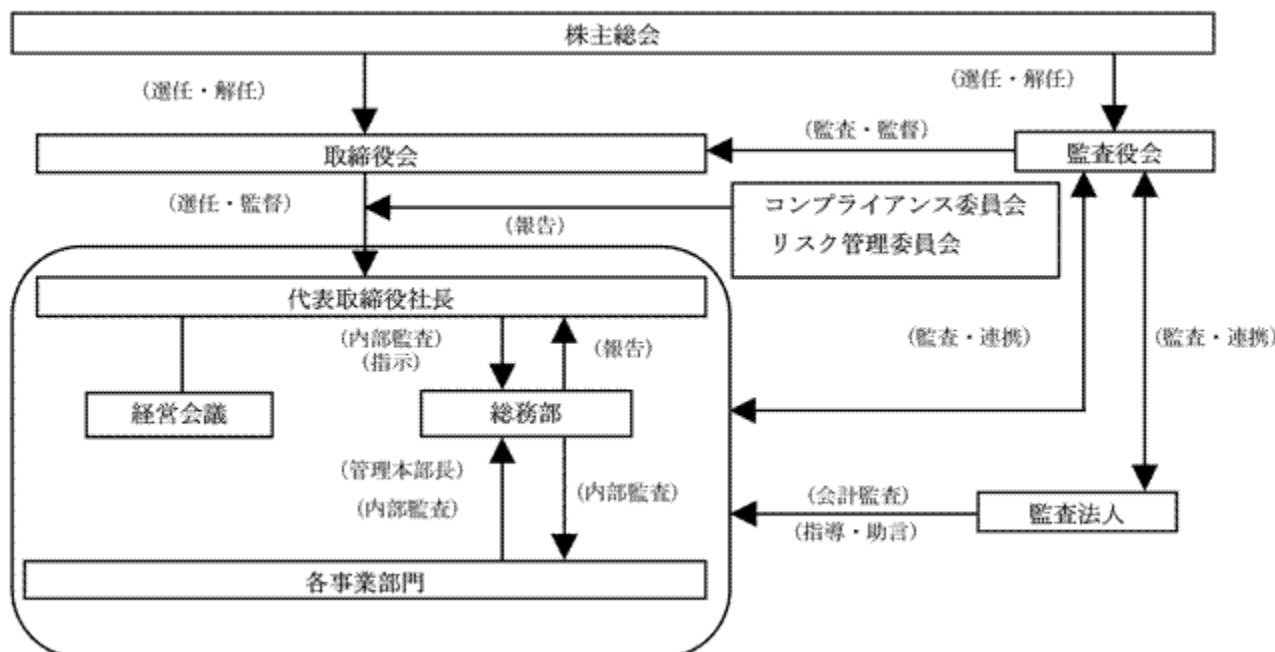 株主総会
(選任・解任)
(選任・解任)
(監査・監督)
取締役会
監査役会
(選任・監督)
コンプライアンス委員会
(報告)
リスク管理委員会
代表取締役社長
(内部監査)
(指示)
(報告)
(監査・連携)
(監査・連携)
経営会議
総務部
(管理本部長)
(内部監査)
(内部監査)
(会計監査)
監査法人
(指導・助言)
各事業部門